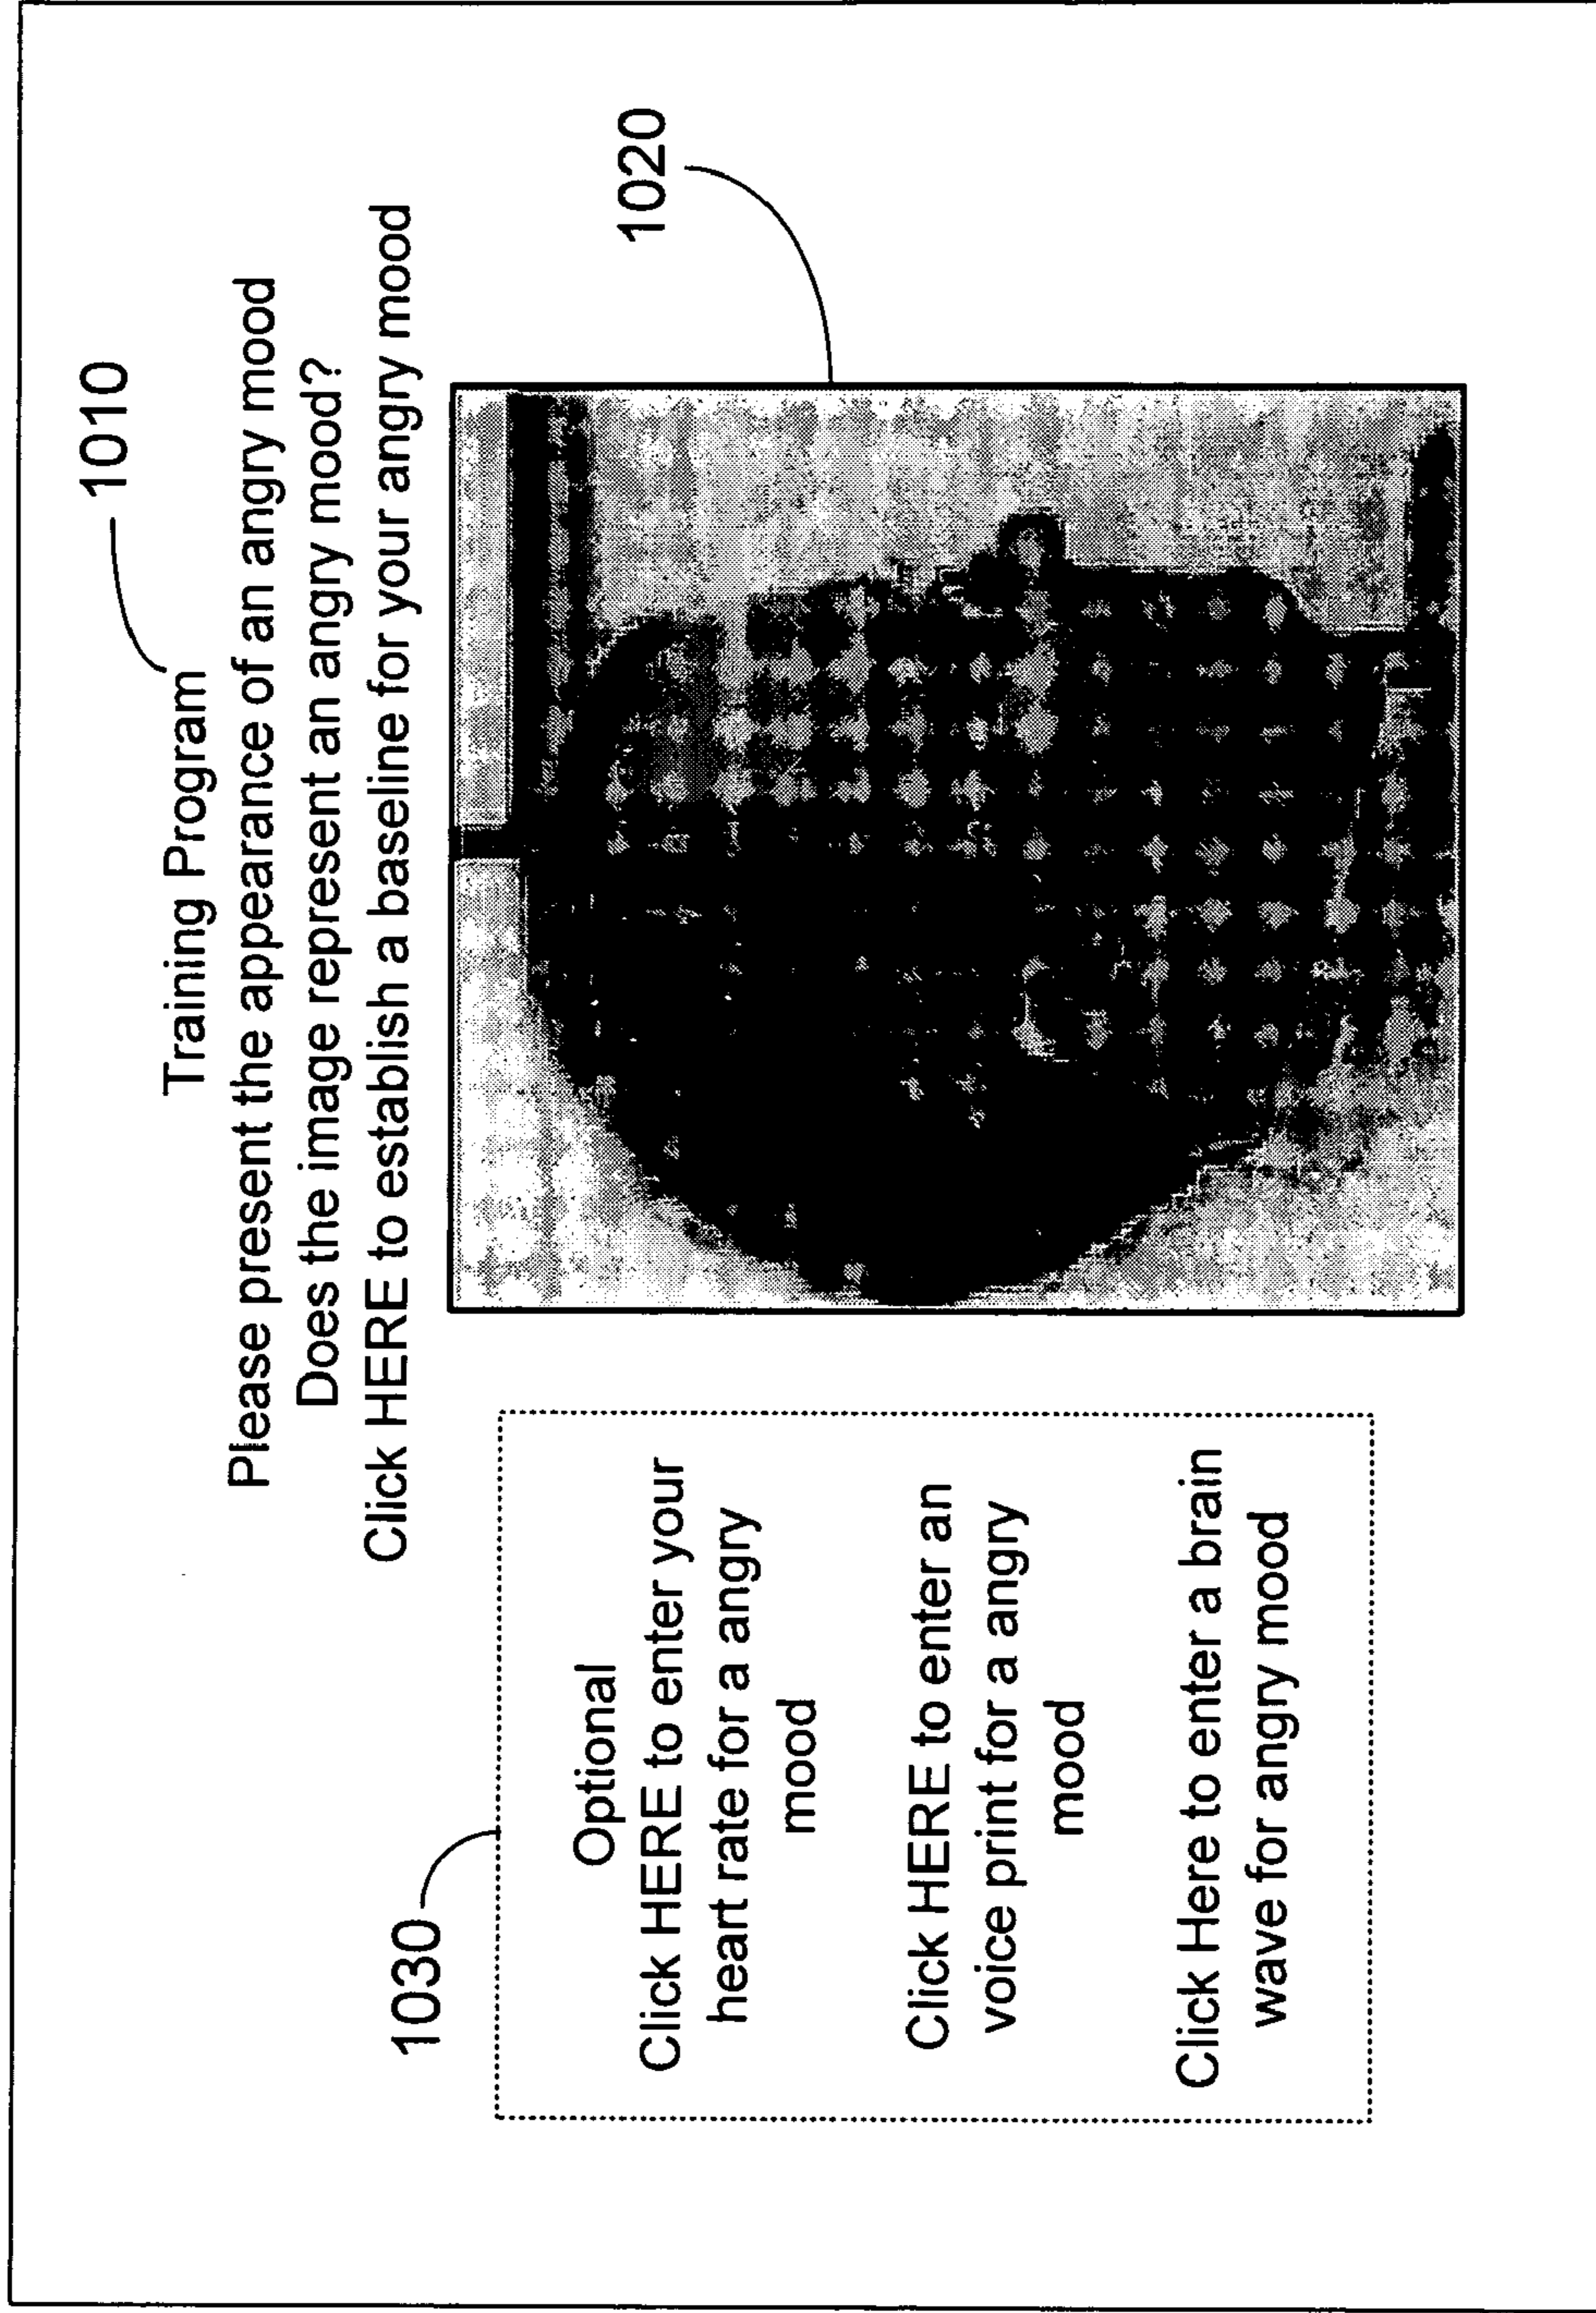 1010
Training Program
Please present the appearance of an angry mood
Does the image represent an angry mood?
Click HERE to establish a baseline for your angry mood
1020
1030
Optional
Click HERE to enter your
heart rate for a angry
mood
Click HERE to enter an
voice print for a angry
mood
Click Here to enter a brain
wave for angry mood